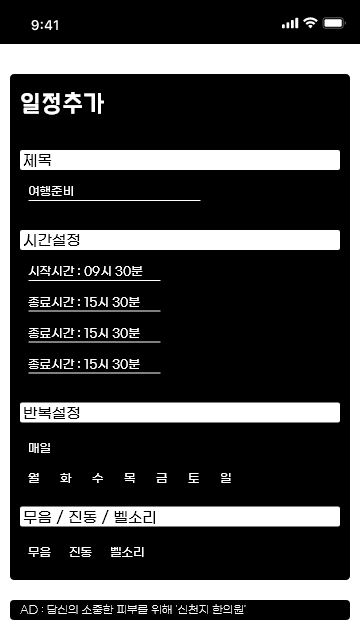 9:41
일정추가
제목
여행준비
시간설정
시작시간 : 09시 30분
종료시간 : 15시 30분
종료시간 : 15시 30분
종료시간 : 15시 30분
반복설정
매일
월 화 수 목 금 토 일
무음 / 진동 / 벨소리
무음 진동 벨소리
AD : 당신의 소중한 피부를 위해 '신천지 한의원'